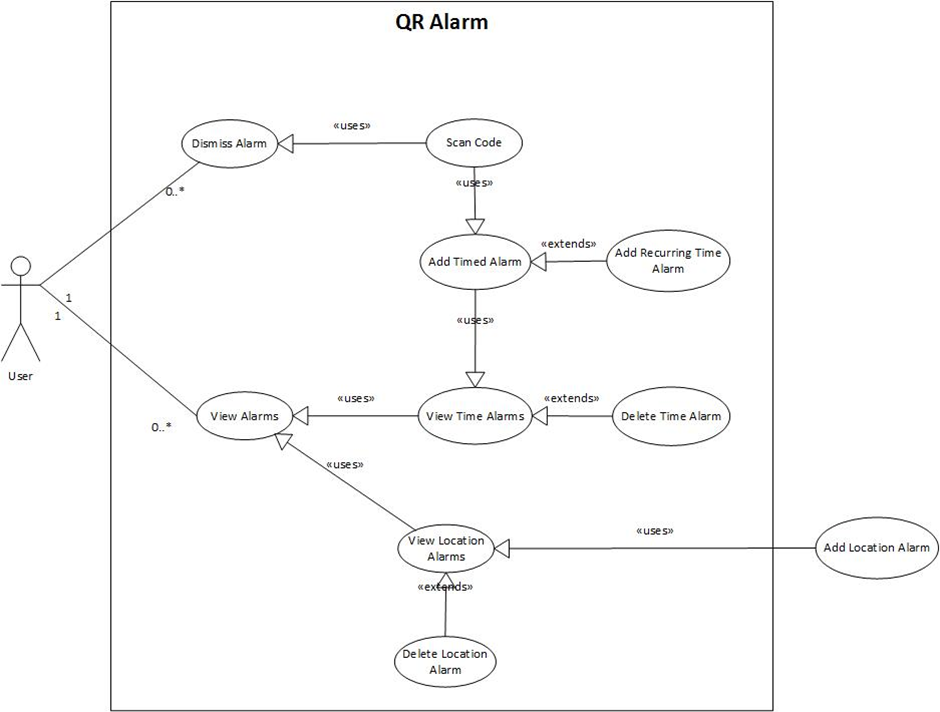 QR Alarm
«uses»
Dismiss Alarm
Scan Code
«uses»
0..*
«extends»
Add Timed Alarm
Add Recurring Time
Alarm
1
1
«uses»
User
«uses»
«extends»
View Alarms
View Time Alarms
Delete Time Alarm
0..*
«uses»
«uses»
View Location
Alarms
Add Location Alarm
«extends»
Delete Location
Alarm